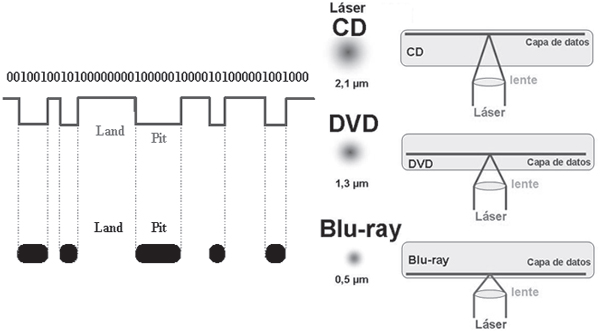 001001001010000000010000010000101000001001000
Land
Pit
Land
Pit
Láser
CD
2,1 µm
Capa de datos
CD
lente
Láser
DVD
1,3 µm
Capa de datos
DVD
lente
Láser
Blu-ray
0,5 µm
Blu-ray
Capa de datos
lente
Láser